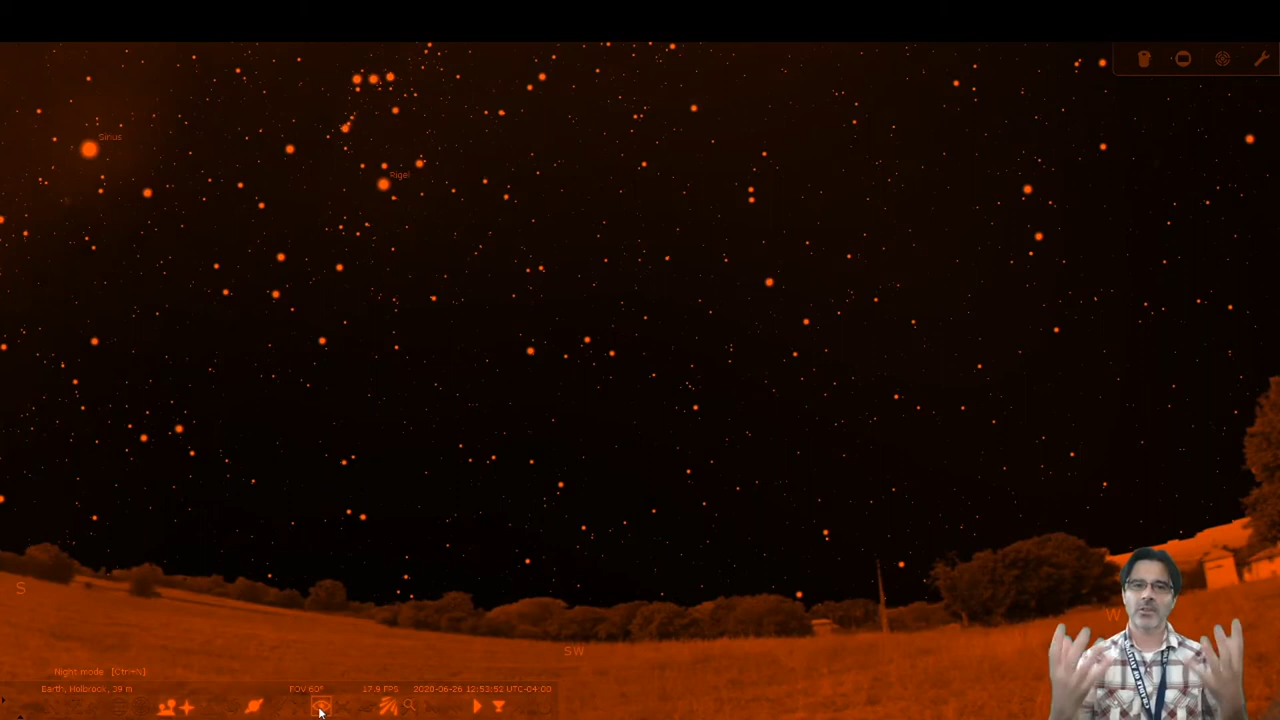 Sirius
Rigel
S
W
SW
Night mode [Ctrl+N]
Earth, Holbrook, 39 m
FOV 60°
17.9 FPS
2020-06-26 12:53:52 UTC-04:00